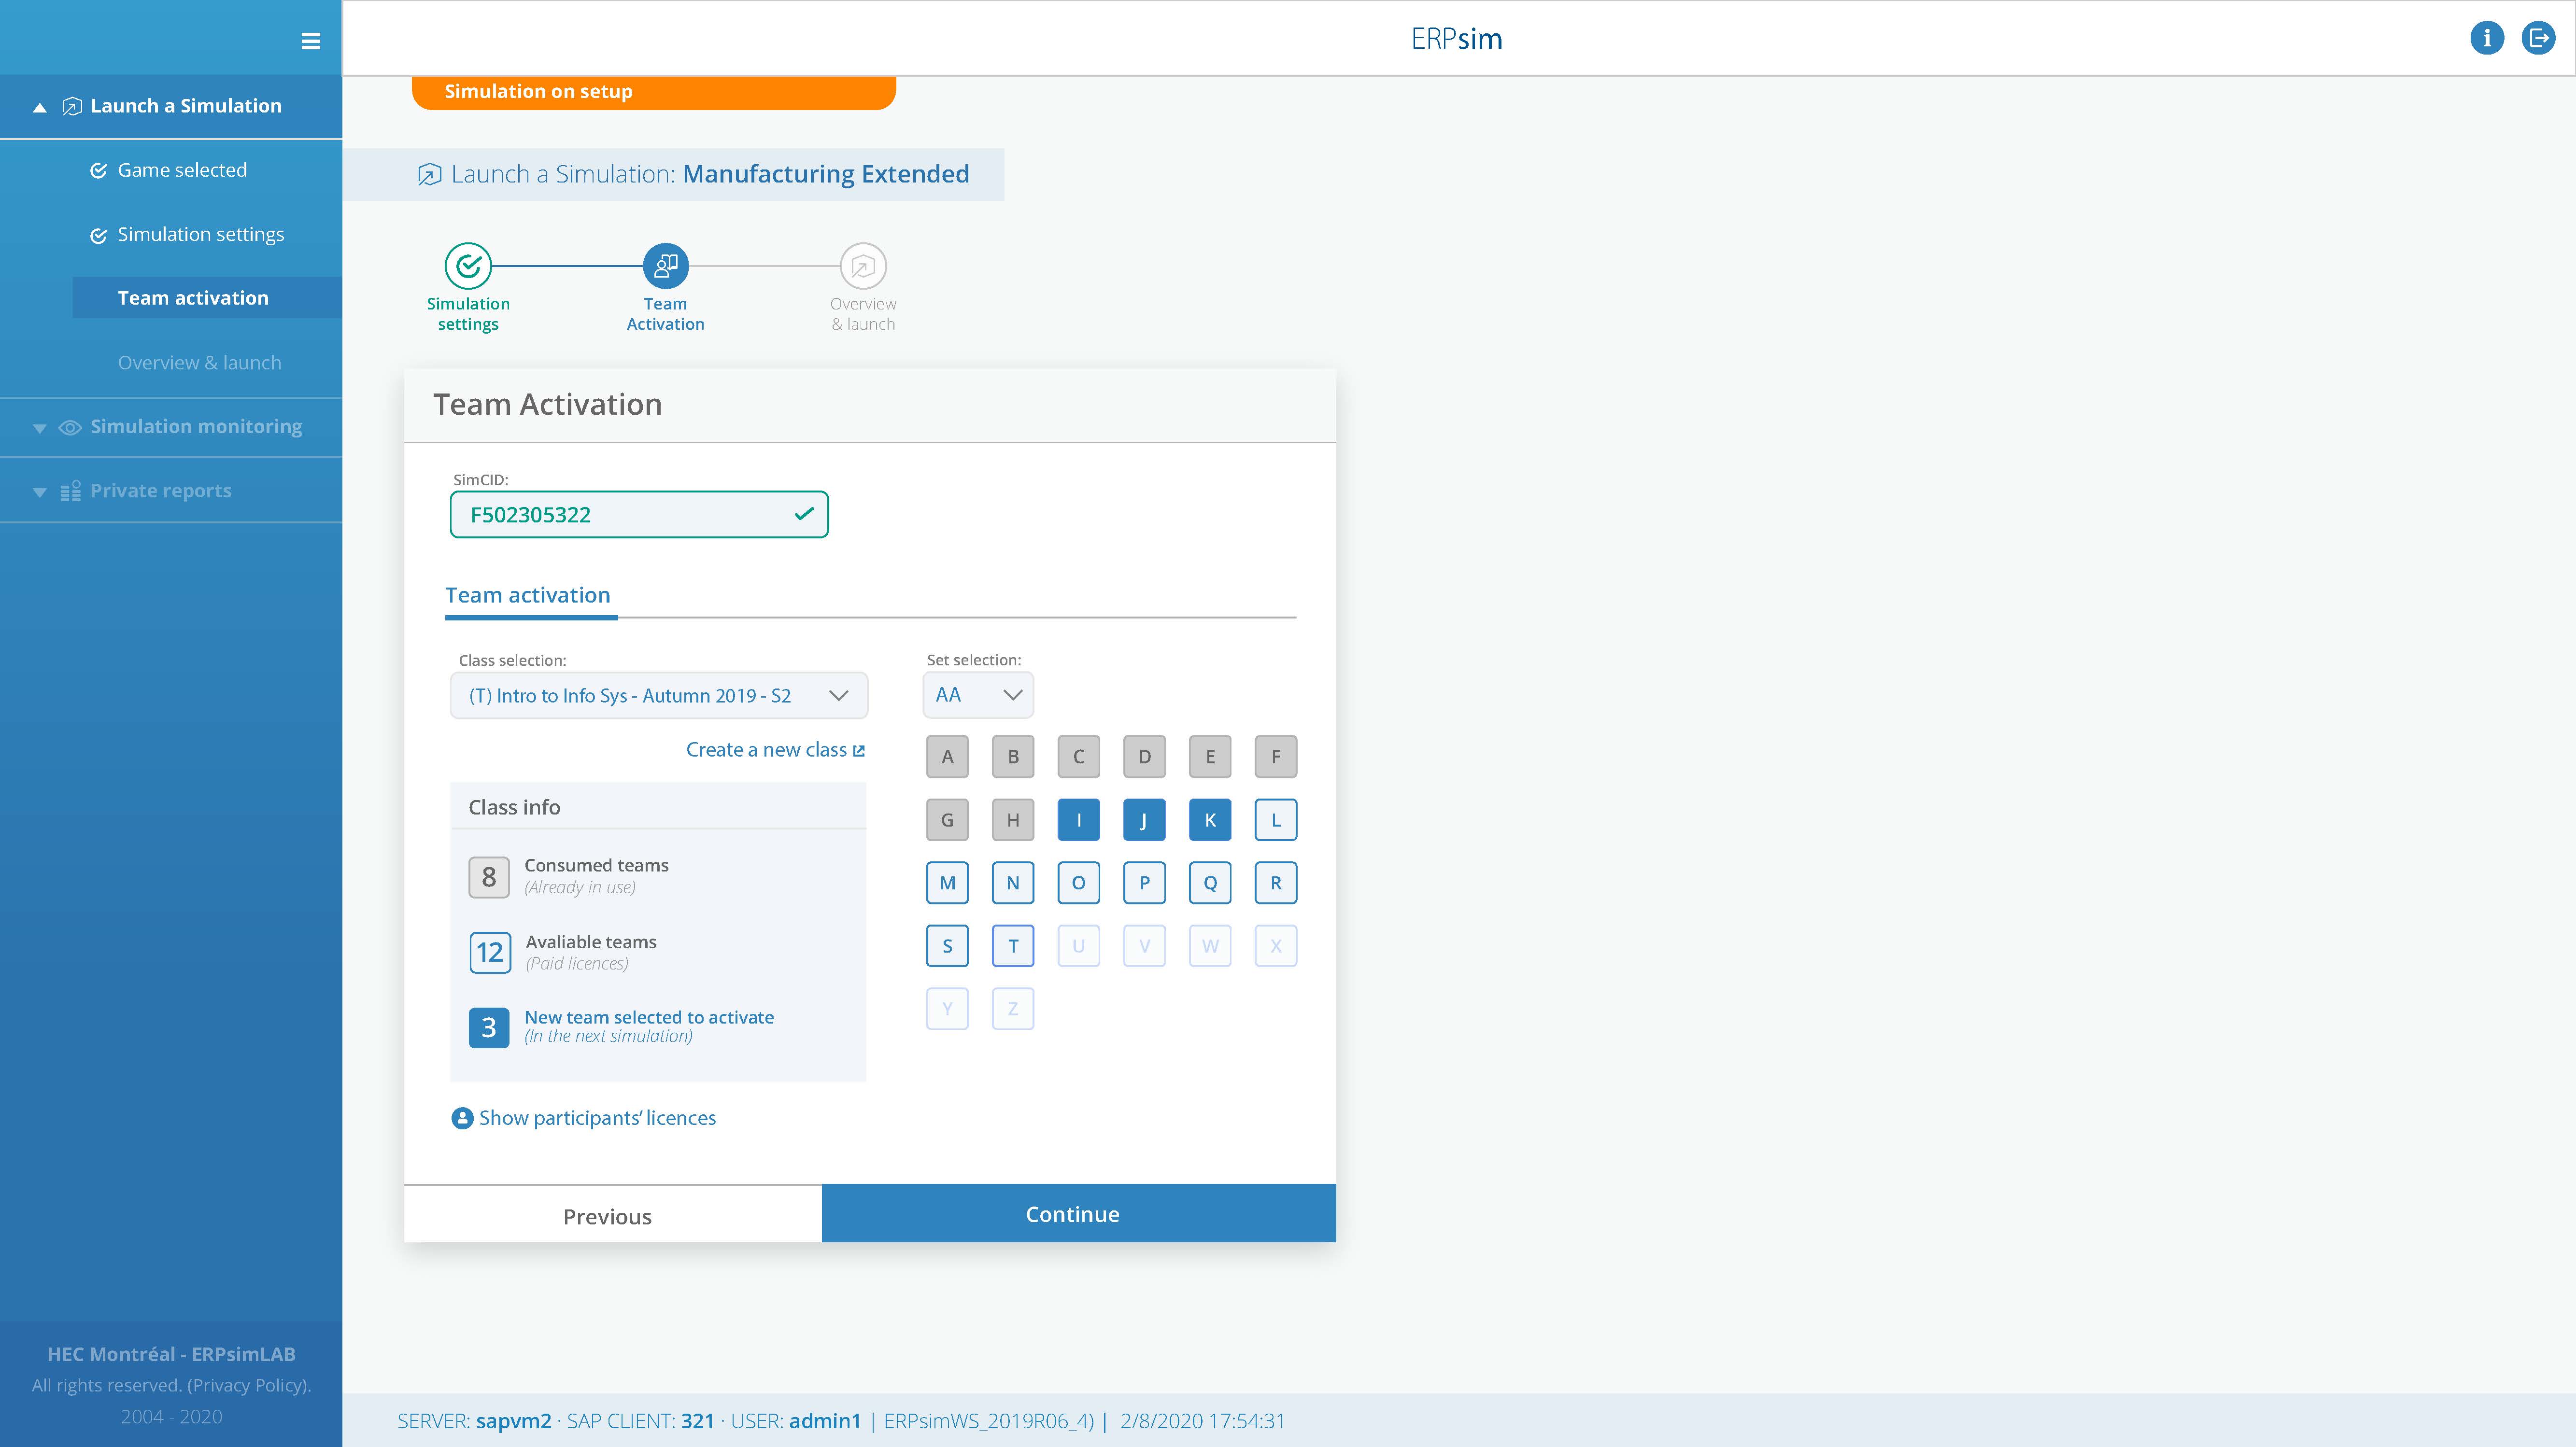 ERPsim
Launch a Simulation
Game selected
Simulation settings
Team activation
Overview & launch
Simulation monitoring
Private reports
HEC Montréal - ERPsimLAB
All rights reserved. (Privacy Policy).
2004 - 2020
Simulation on setup
Launch a Simulation: Manufacturing Extended
Simulation
settings
Team
Activation
Overview
& launch
Team Activation
SimCID:
F502305322
Team activation
Class selection:
(T) Intro to Info Sys - Autumn 2019 - S2
Create a new class
Class info
8 Consumed teams
(Already in use)
12 Avaliable teams
(Paid licences)
3 New team selected to activate
(In the next simulation)
Show participants' licences
Set selection:
AA
A B C D E F
G H I J K L
M N O P Q R
S T U V W X
Y Z
Previous
Continue
SERVER: sapvm2 · SAP CLIENT: 321 · USER: admin1 | ERPsimWS_2019R06_4) | 2/8/2020 17:54:31